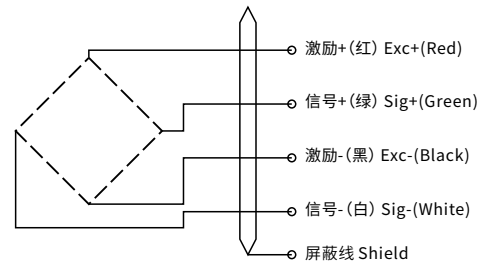 激励+(红) Exc+(Red)
信号+(绿) Sig+(Green)
激励-(黑) Exc-(Black)
信号-(白) Sig-(White)
屏蔽线 Shield